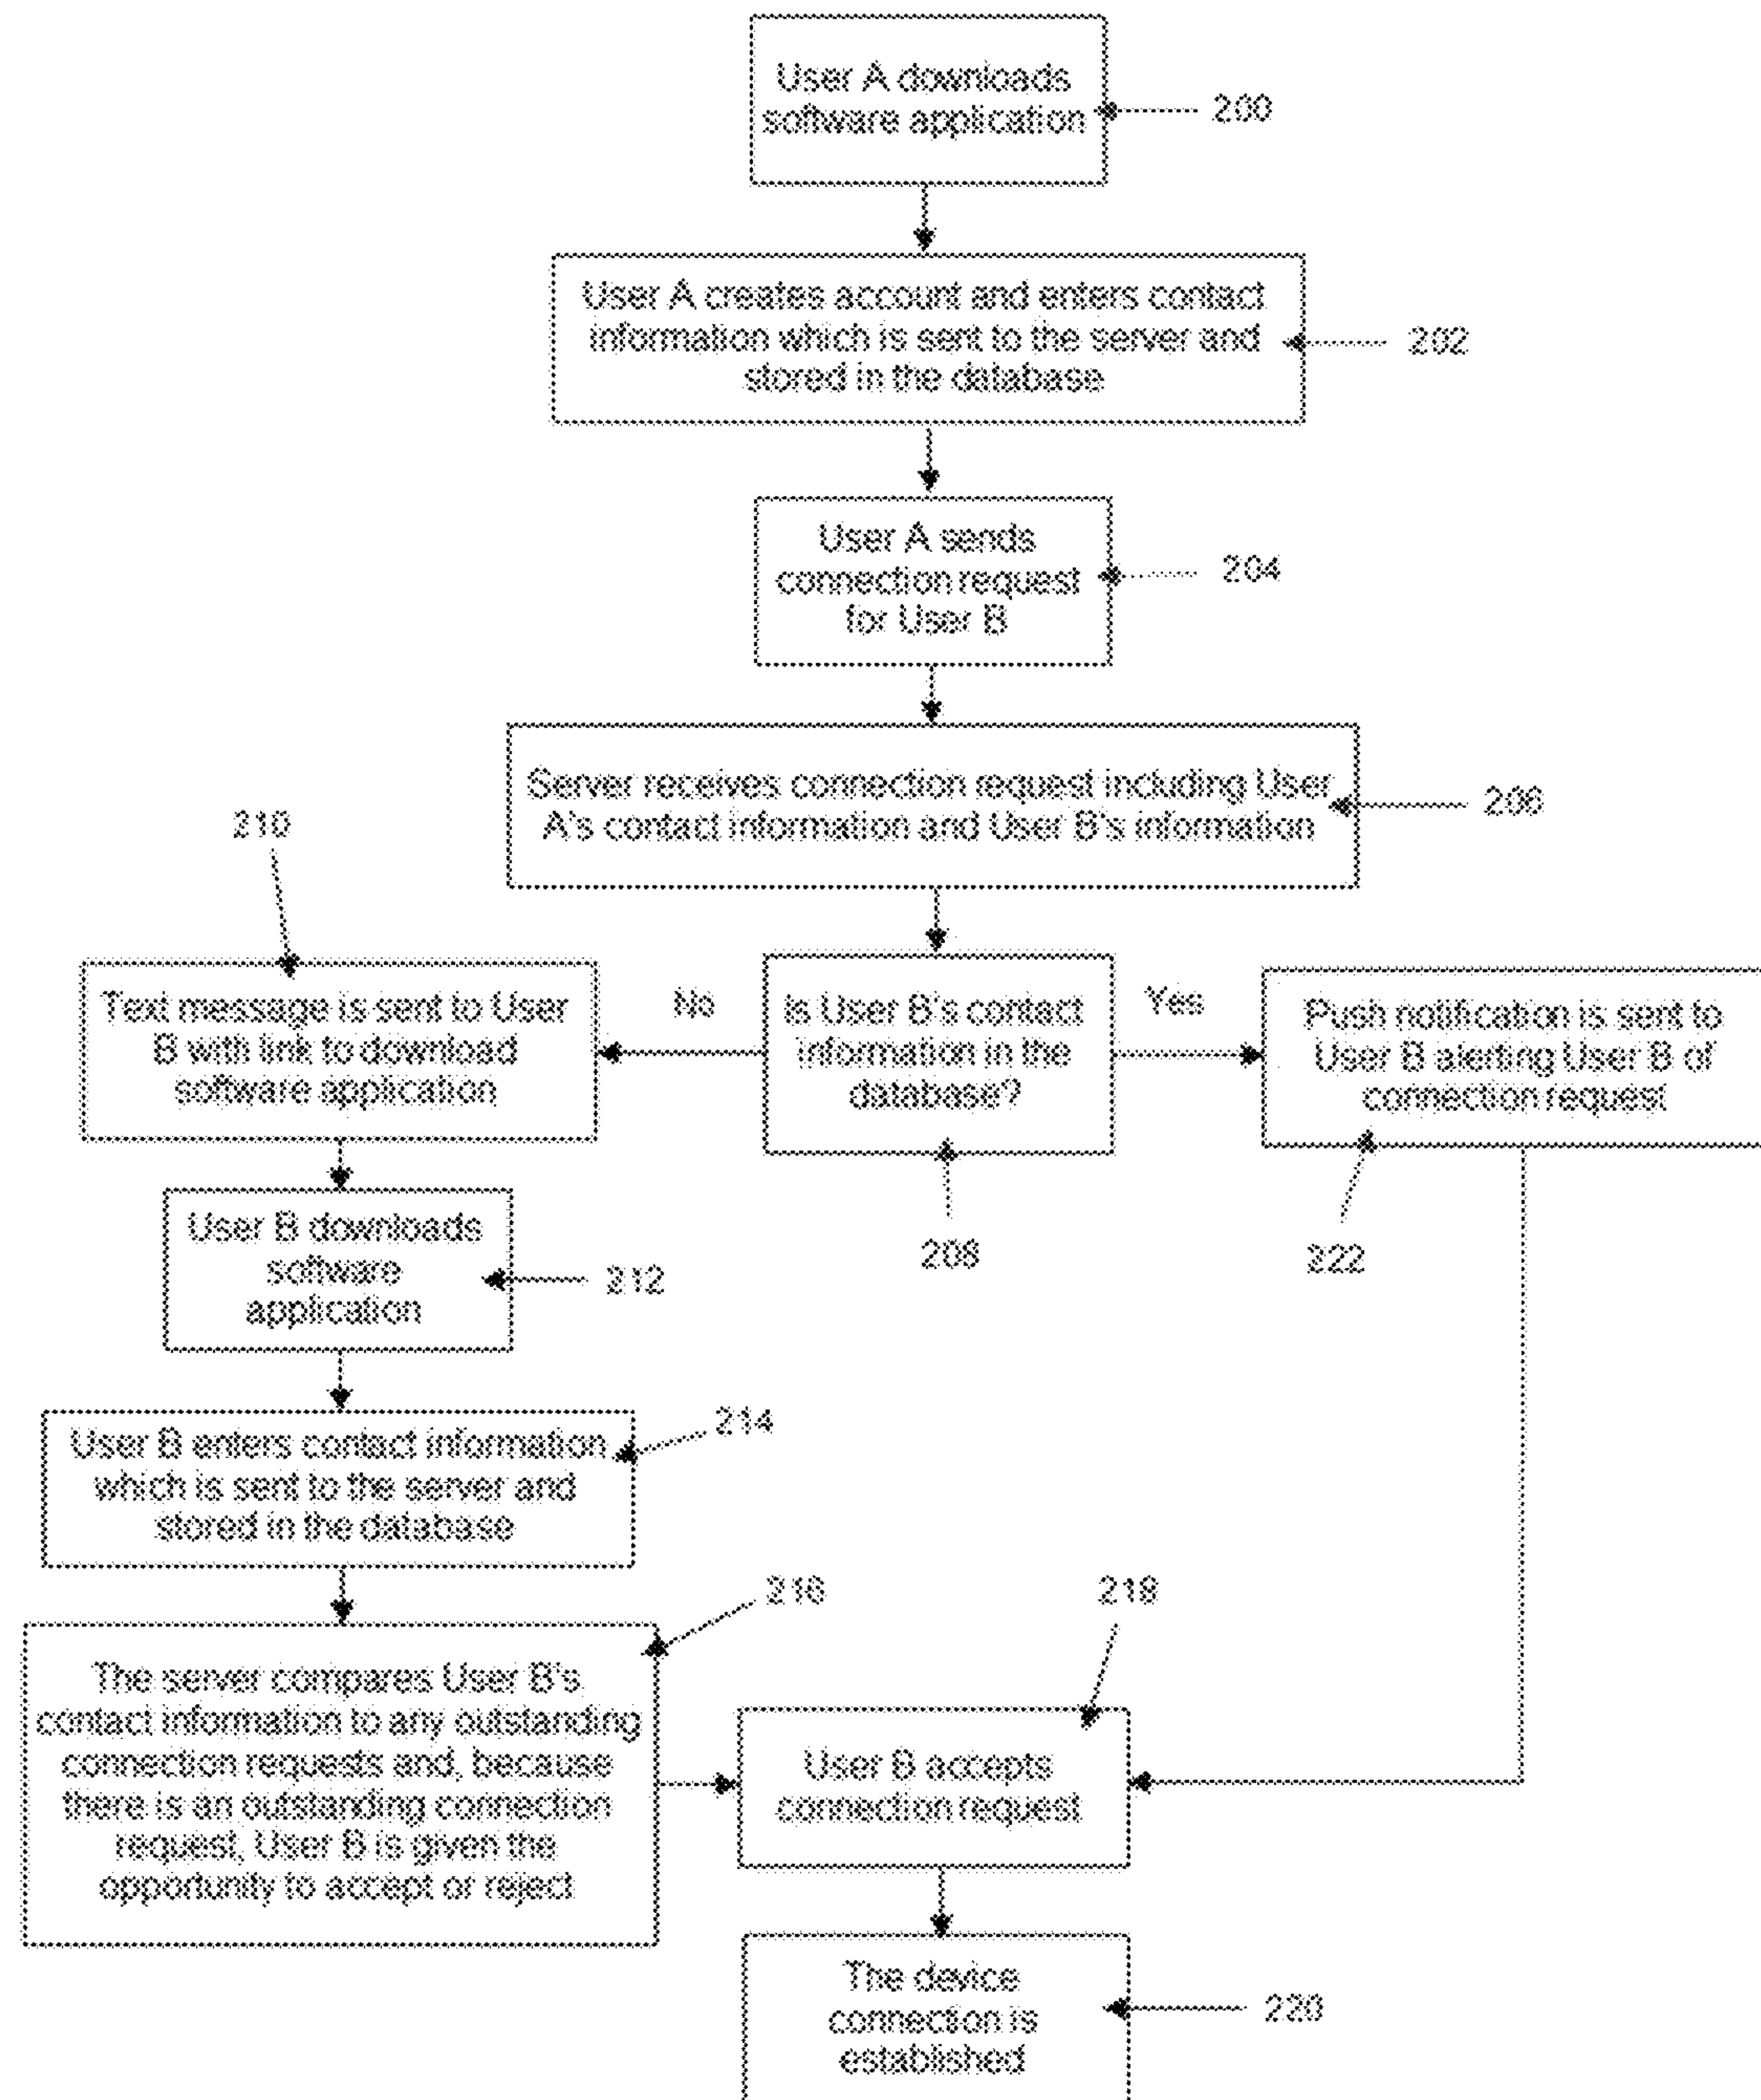 User A downloads
software application
200
User A creates account and enters contact
information which is sent to the server and
stored in the database
202
User A sends
connection request
for User B
204
Server receives connection request including User
A's contact information and User B's information
206
210
Text message is sent to User
B with link to download
software application
No
Is User B's contact
information in the
database?
Yes
Push notification is sent to
User B alerting User B of
connection request
208
222
User B downloads
software
application
212
User B enters contact information
which is sent to the server and
stored in the database
214
216
The server compares User B's
contact information to any outstanding
connection requests and, because
there is an outstanding connection
request, User B is given the
opportunity to accept or reject
218
User B accepts
connection request
The device
connection is
established
220